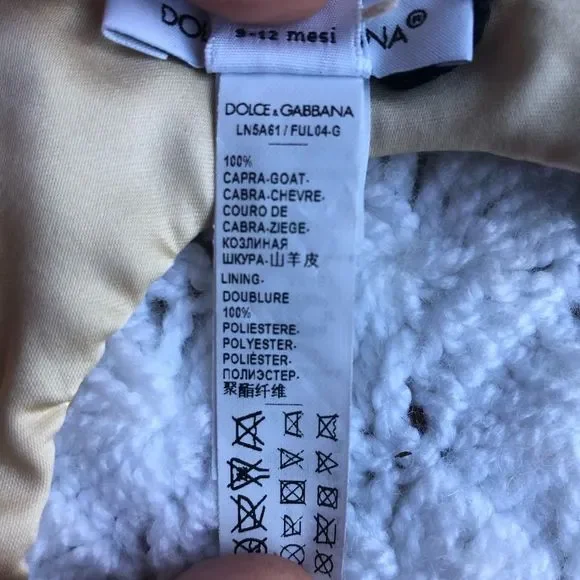 DOL
NA®
9-12 mesi
DOLCE & GABBANA
LN5A61 / FUL04-G
100%
CAPRA-GOAT-
CABRA-CHEVRE-
COURO DE
CABRA-ZIEGE-
КОЗЛИНАЯ
ШКУРА-山羊皮
LINING-
DOUBLURE
100%
POLIESTERE-
POLYESTER-
POLIÉSTER-
ПОЛИЭСТЕР-
聚酯纤维